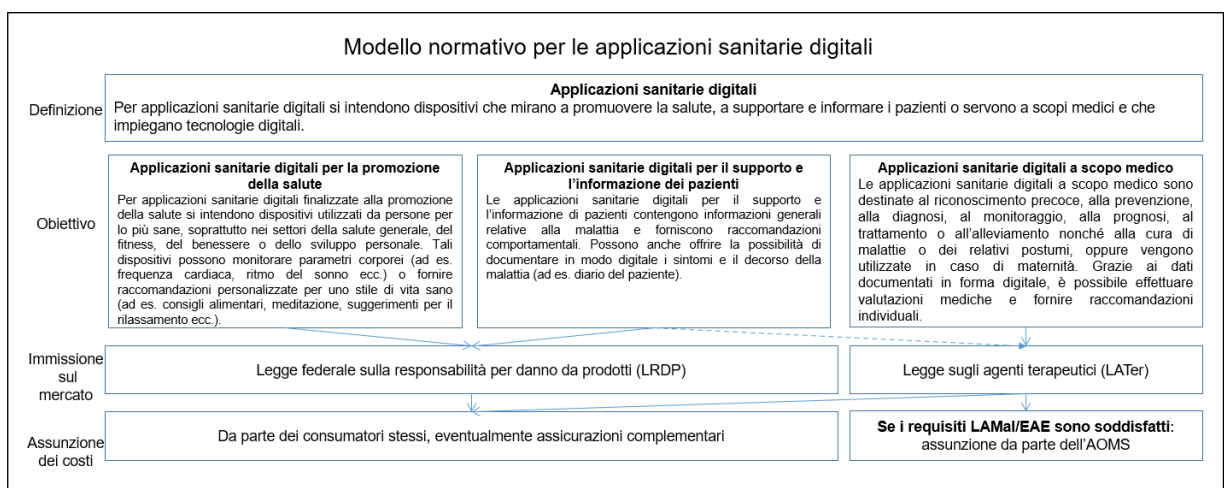 Modello normativo per le applicazioni sanitarie digitali
Definizione
Applicazioni sanitarie digitali
Per applicazioni sanitarie digitali si intendono dispositivi che mirano a promuovere la salute, a supportare e informare i pazienti o servono a scopi medici e che
impiegano tecnologie digitali.
Obiettivo
Applicazioni sanitarie digitali per la promozione
della salute
Per applicazioni sanitarie digitali finalizzate alla promozione
della salute si intendono dispositivi utilizzati da persone per
lo più sane, soprattutto nei settori della salute generale, del
fitness, del benessere o dello sviluppo personale. Tali
dispositivi possono monitorare parametri corporei (ad es.
frequenza cardiaca, ritmo del sonno ecc.) o fornire
raccomandazioni personalizzate per uno stile di vita sano
(ad es. consigli alimentari, meditazione, suggerimenti per il
rilassamento ecc.).
Applicazioni sanitarie digitali per il supporto e
l'informazione dei pazienti
Le applicazioni sanitarie digitali per il supporto e
l'informazione di pazienti contengono informazioni generali
relative alla malattia e forniscono raccomandazioni
comportamentali. Possono anche offrire la possibilità di
documentare in modo digitale i sintomi e il decorso della
malattia (ad es. diario del paziente).
Applicazioni sanitarie digitali a scopo medico
Le applicazioni sanitarie digitali a scopo medico sono
destinate al riconoscimento precoce, alla prevenzione,
alla diagnosi, al monitoraggio, alla prognosi, al
trattamento o all'alleviamento nonché alla cura di
malattie o dei relativi postumi, oppure vengono
utilizzate in caso di maternità. Grazie ai dati
documentati in forma digitale, è possibile effettuare
valutazioni mediche e fornire raccomandazioni
individuali.
Immissione
sul
mercato
Legge federale sulla responsabilità per danno da prodotti (LRDP)
Legge sugli agenti terapeutici (LATer)
Assunzione
dei costi
Da parte dei consumatori stessi, eventualmente assicurazioni complementari
Se i requisiti LAMal/EAE sono soddisfatti:
assunzione da parte dell'AOMS